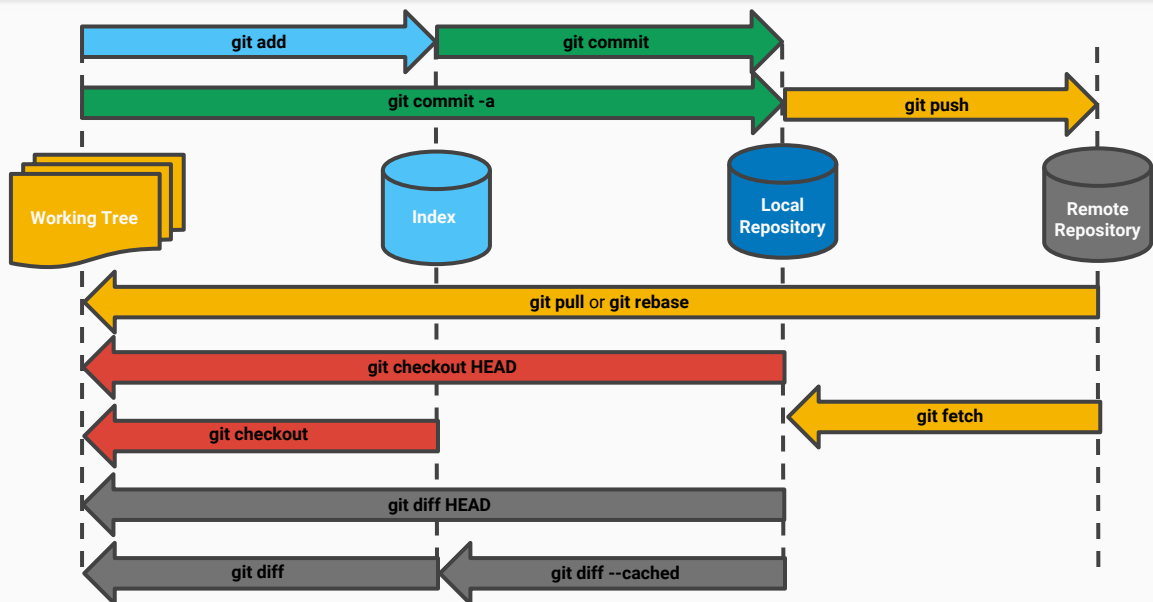 git add
git commit
git commit -a
git push
Working Tree
Index
Local
Repository
Remote
Repository
git pull or git rebase
git checkout HEAD
git fetch
git checkout
git diff HEAD
git diff
git diff --cached